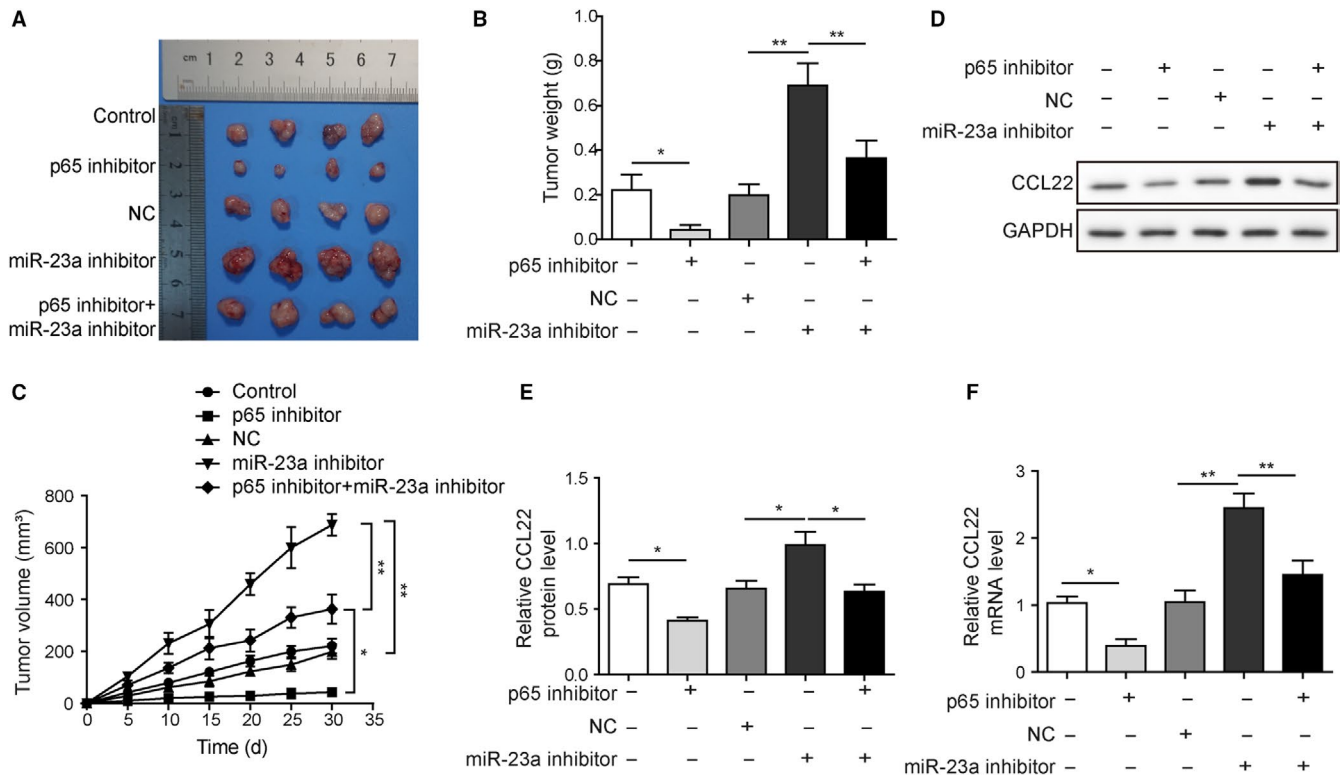 A
cm 1 2 3 4 5 6 7
1
2
3
4
5
6
7
Control
p65 inhibitor
NC
miR-23a inhibitor
p65 inhibitor+
miR-23a inhibitor
B
Tumor weight (g)
1.0
0.8
0.6
0.4
0.2
0.0
*
**
**
p65 inhibitor – + – – +
NC – – + – –
miR-23a inhibitor – – – + +
C
Control
p65 inhibitor
NC
miR-23a inhibitor
p65 inhibitor+miR-23a inhibitor
Tumor volume (mm³)
800
600
400
200
0
0 5 10 15 20 25 30 35
Time (d)
**
**
*
D
p65 inhibitor – + – – +
NC – – + – –
miR-23a inhibitor – – – + +
CCL22
GAPDH
E
Relative CCL22
protein level
1.5
1.0
0.5
0.0
*
*
*
p65 inhibitor – + – – +
NC – – + – –
miR-23a inhibitor – – – + +
F
Relative CCL22
mRNA level
3
2
1
0
*
**
**
p65 inhibitor – + – – +
NC – – + – –
miR-23a inhibitor – – – + +